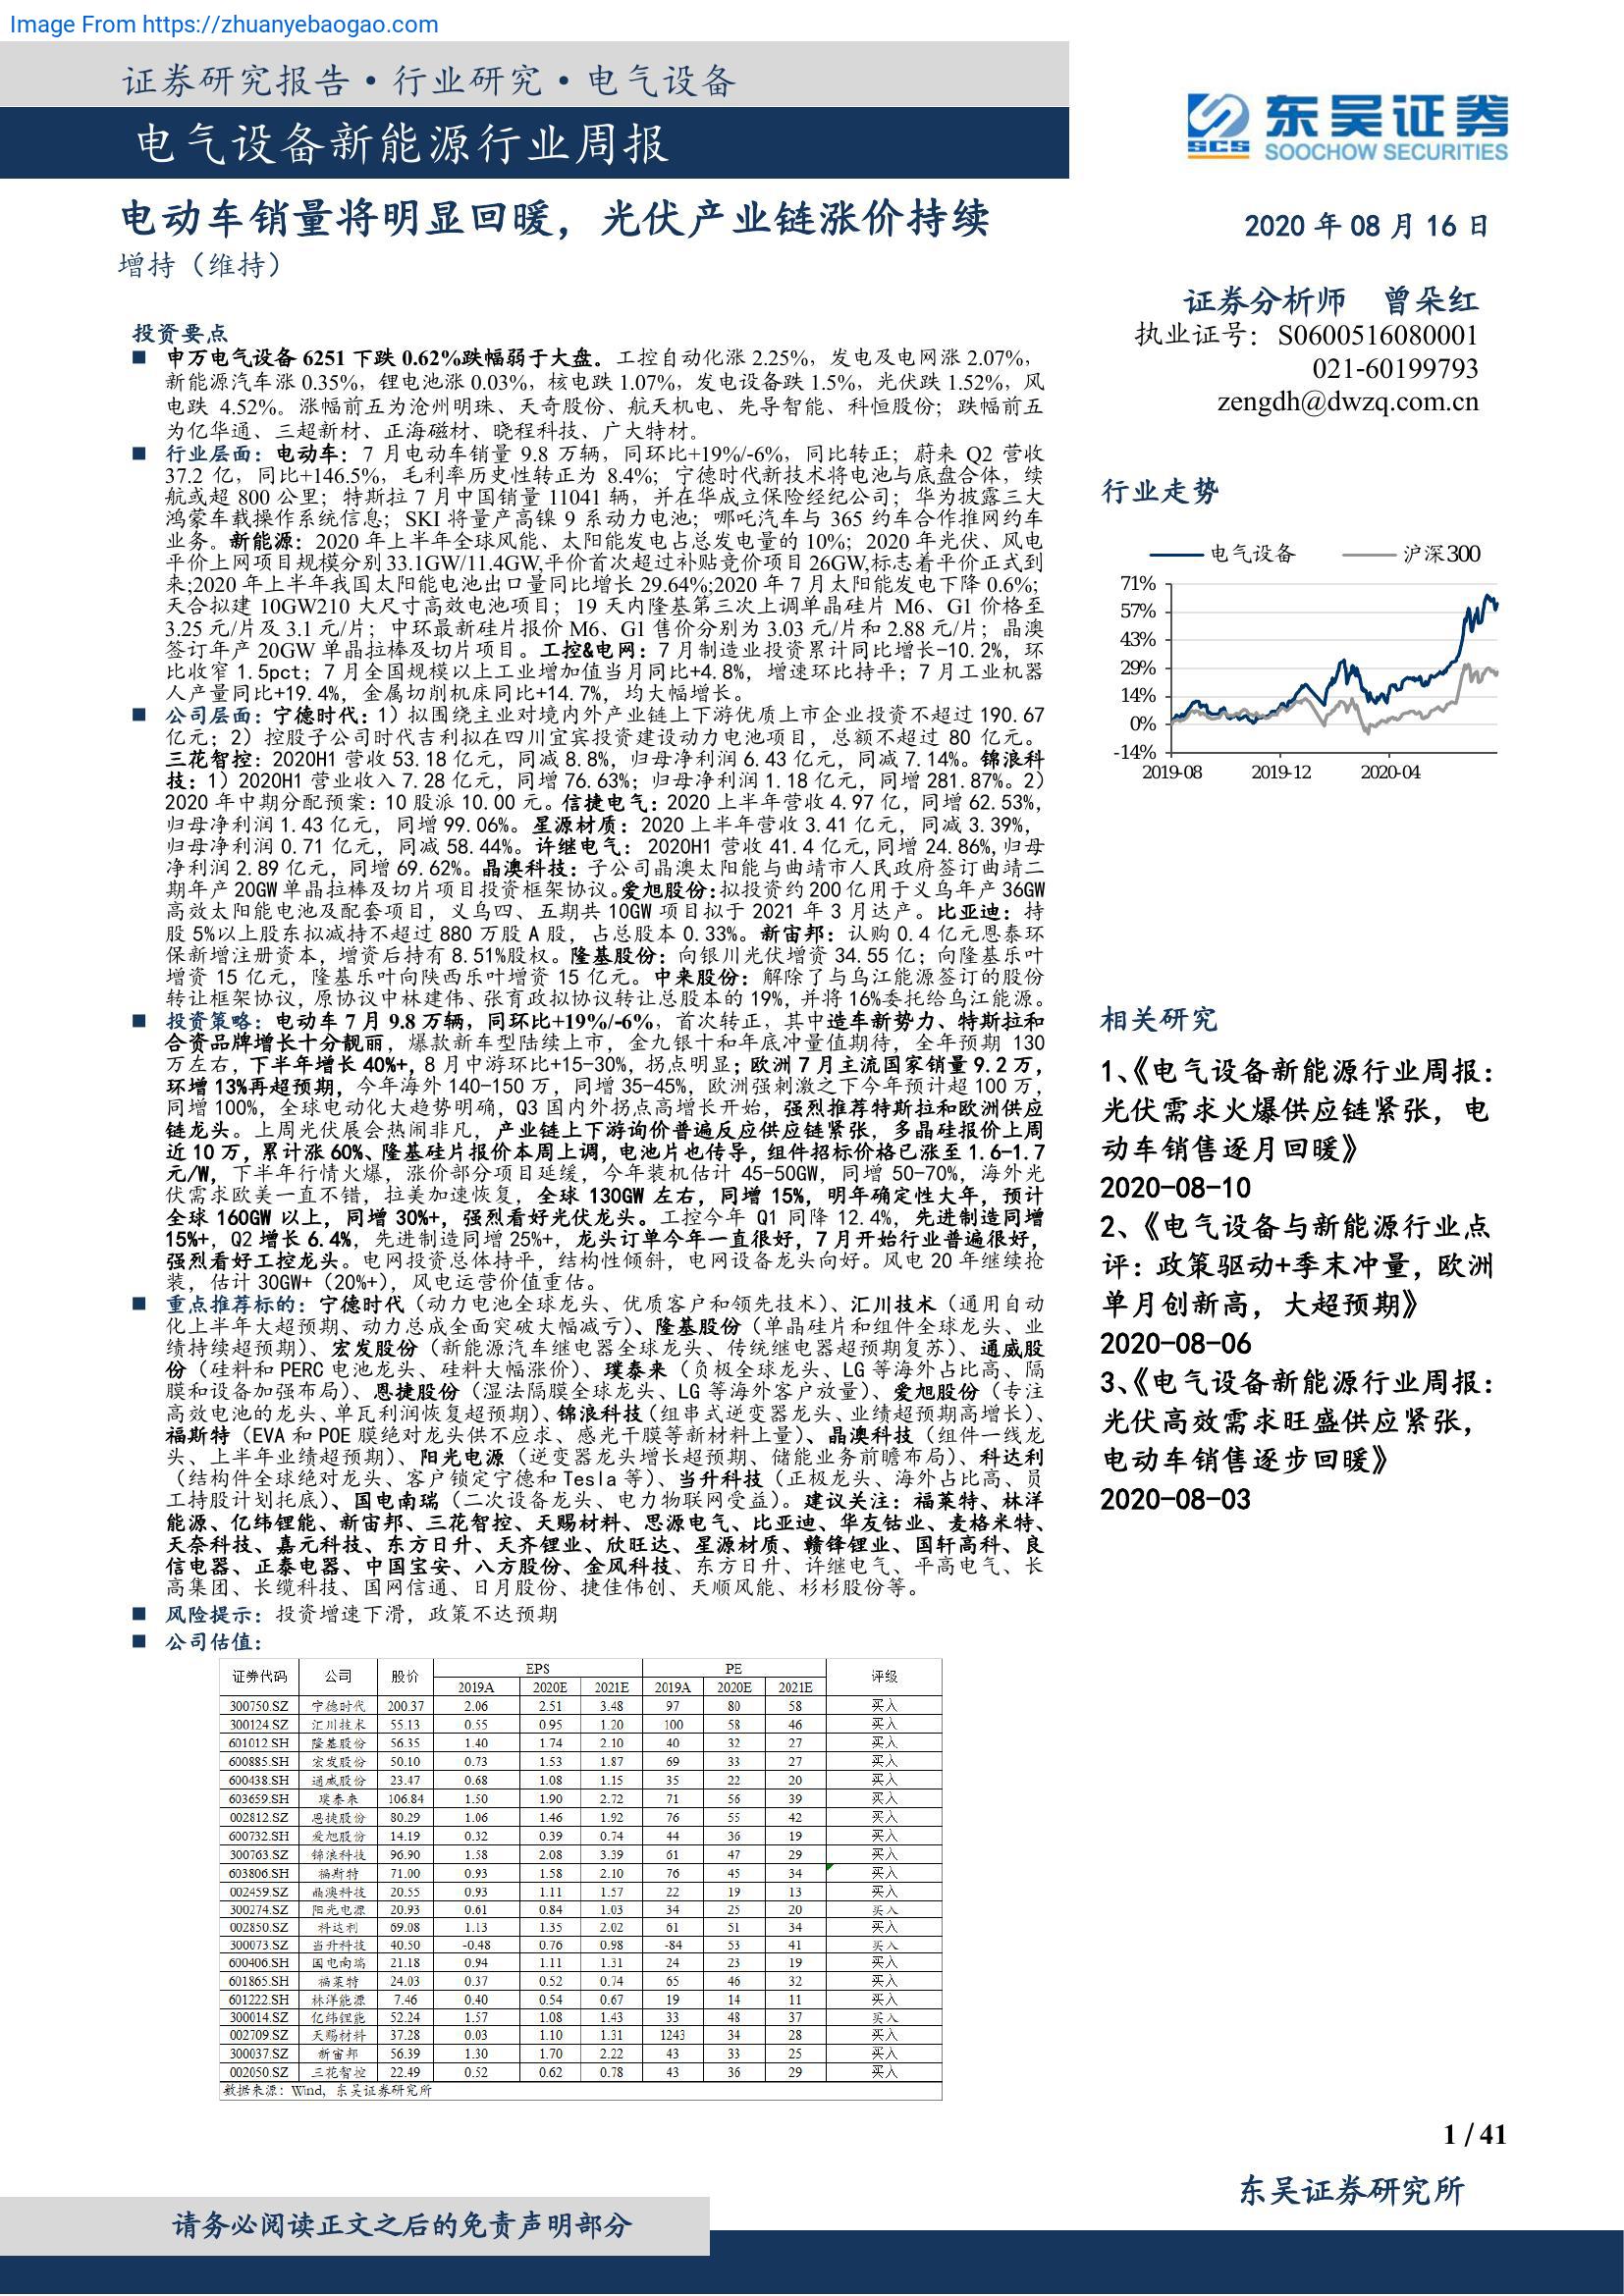 Image From https://zhuanyebaogao.com
证券研究报告·行业研究·电气设备
电气设备新能源行业周报
东吴证券
SCS
SOOCHOW SECURITIES
电动车销量将明显回暖，光伏产业链涨价持续
增持（维持）
2020 年 08 月 16 日
证券分析师 曾朵红
执业证号：S0600516080001
021-60199793
zengdh@dwzq.com.cn
投资要点
■ 申万电气设备 6251 下跌 0.62%跌幅弱于大盘。工控自动化涨 2.25%，发电及电网涨 2.07%，
新能源汽车涨 0.35%，锂电池涨 0.03%，核电跌 1.07%，发电设备跌 1.5%，光伏跌 1.52%，风
电跌 4.52%。涨幅前五为沧州明珠、天奇股份、航天机电、先导智能、科恒股份；跌幅前五
为亿华通、三超新材、正海磁材、晓程科技、广大特材。
■ 行业层面：电动车：7 月电动车销量 9.8 万辆，同环比+19%/-6%，同比转正；蔚来 Q2 营收
37.2 亿，同比+146.5%，毛利率历史性转正为 8.4%；宁德时代新技术将电池与底盘合体，续
航或超 800 公里；特斯拉 7 月中国销量 11041 辆，并在华成立保险经纪公司；华为披露三大
鸿蒙车载操作系统信息；SKI 将量产高镍 9 系动力电池；哪吒汽车与 365 约车合作推网约车
业务。新能源：2020 年上半年全球风能、太阳能发电占总发电量的 10%；2020 年光伏、风电
平价上网项目规模分别 33.1GW/11.4GW,平价首次超过补贴竞价项目 26GW,标志着平价正式到
来;2020 年上半年我国太阳能电池出口量同比增长 29.64%;2020 年 7 月太阳能发电下降 0.6%;
天合拟建 10GW210 大尺寸高效电池项目；19 天内隆基第三次上调单晶硅片 M6、G1 价格至
3.25 元/片及 3.1 元/片；中环最新硅片报价 M6、G1 售价分别为 3.03 元/片和 2.88 元/片；晶澳
签订年产 20GW 单晶拉棒及切片项目。工控&电网：7 月制造业投资累计同比增长-10.2%，环
比收窄 1.5pct；7 月全国规模以上工业增加值当月同比+4.8%，增速环比持平；7 月工业机器
人产量同比+19.4%，金属切削机床同比+14.7%，均大幅增长。
■ 公司层面：宁德时代：1）拟围绕主业对境内外产业链上下游优质上市企业投资不超过 190.67
亿元；2）控股子公司时代吉利拟在四川宜宾投资建设动力电池项目，总额不超过 80 亿元。
三花智控：2020H1 营收 53.18 亿元，同减 8.8%，归母净利润 6.43 亿元，同减 7.14%。锦浪科
技：1）2020H1 营业收入 7.28 亿元，同增 76.63%；归母净利润 1.18 亿元，同增 281.87%。2）
2020 年中期分配预案：10 股派 10.00 元。信捷电气：2020 上半年营收 4.97 亿，同增 62.53%，
归母净利润 1.43 亿元，同增 99.06%。星源材质：2020 上半年营收 3.41 亿元，同减 3.39%，
归母净利润 0.71 亿元，同减 58.44%。许继电气： 2020H1 营收 41.4 亿元,同增 24.86%,归母
净利润 2.89 亿元，同增 69.62%。晶澳科技：子公司晶澳太阳能与曲靖市人民政府签订曲靖二
期年产 20GW 单晶拉棒及切片项目投资框架协议。爱旭股份：拟投资约 200 亿用于义乌年产 36GW
高效太阳能电池及配套项目，义乌四、五期共 10GW 项目拟于 2021 年 3 月达产。比亚迪：持
股 5%以上股东拟减持不超过 880 万股 A 股，占总股本 0.33%。新宙邦：认购 0.4 亿元恩泰环
保新增注册资本，增资后持有 8.51%股权。隆基股份：向银川光伏增资 34.55 亿；向隆基乐叶
增资 15 亿元，隆基乐叶向陕西乐叶增资 15 亿元。中来股份：解除了与乌江能源签订的股份
转让框架协议，原协议中林建伟、张育政拟协议转让总股本的 19%，并将 16%委托给乌江能源。
■ 投资策略：电动车 7 月 9.8 万辆，同环比+19%/-6%，首次转正，其中造车新势力、特斯拉和
合资品牌增长十分靓丽，爆款新车型陆续上市，金九银十和年底冲量值期待，全年预期 130
万左右，下半年增长 40%+，8 月中游环比+15-30%，拐点明显；欧洲 7 月主流国家销量 9.2 万，
环增 13%再超预期，今年海外 140-150 万，同增 35-45%，欧洲强刺激之下今年预计超 100 万，
同增 100%，全球电动化大趋势明确，Q3 国内外拐点高增长开始，强烈推荐特斯拉和欧洲供应
链龙头。上周光伏展会热闹非凡，产业链上下游询价普遍反应供应链紧张，多晶硅报价上周
近 10 万，累计涨 60%、隆基硅片报价本周上调，电池片也传导，组件招标价格已涨至 1.6-1.7
元/W，下半年行情火爆，涨价部分项目延缓，今年装机估计 45-50GW，同增 50-70%，海外光
伏需求欧美一直不错，拉美加速恢复，全球 130GW 左右，同增 15%，明年确定性大年，预计
全球 160GW 以上，同增 30%+，强烈看好光伏龙头。工控今年 Q1 同降 12.4%，先进制造同增
15%+，Q2 增长 6.4%，先进制造同增 25%+，龙头订单今年一直很好，7 月开始行业普遍很好，
强烈看好工控龙头。电网投资总体持平，结构性倾斜，电网设备龙头向好。风电 20 年继续抢
装，估计 30GW+（20%+），风电运营价值重估。
■ 重点推荐标的：宁德时代（动力电池全球龙头、优质客户和领先技术）、汇川技术（通用自动
化上半年大超预期、动力总成全面突破大幅减亏）、隆基股份（单晶硅片和组件全球龙头、业
绩持续超预期）、宏发股份（新能源汽车继电器全球龙头、传统继电器超预期复苏）、通威股
份（硅料和 PERC 电池龙头、硅料大幅涨价）、璞泰来（负极全球龙头、LG 等海外占比高、隔
膜和设备加强布局）、恩捷股份（湿法隔膜全球龙头、LG 等海外客户放量）、爱旭股份（专注
高效电池的龙头、单瓦利润恢复超预期）、锦浪科技（组串式逆变器龙头、业绩超预期高增长）、
福斯特（EVA 和 POE 膜绝对龙头供不应求、感光干膜等新材料上量）、晶澳科技（组件一线龙
头、上半年业绩超预期）、阳光电源（逆变器龙头增长超预期、储能业务前瞻布局）、科达利
（结构件全球绝对龙头、客户锁定宁德和 Tesla 等）、当升科技（正极龙头、海外占比高、员
工持股计划托底）、国电南瑞（二次设备龙头、电力物联网受益）。建议关注：福莱特、林洋
能源、亿纬锂能、新宙邦、三花智控、天赐材料、思源电气、比亚迪、华友钴业、麦格米特、
天奈科技、嘉元科技、东方日升、天齐锂业、欣旺达、星源材质、赣锋锂业、国轩高科、良
信电器、正泰电器、中国宝安、八方股份、金风科技、东方日升、许继电气、平高电气、长
高集团、长缆科技、国网信通、日月股份、捷佳伟创、天顺风能、杉杉股份等。
■ 风险提示：投资增速下滑，政策不达预期
■ 公司估值：
证券代码 公司 股价 EPS PE 评级
2019A 2020E 2021E 2019A 2020E 2021E
300750.SZ 宁德时代 200.37 2.06 2.51 3.48 97 80 58 买入
300124.SZ 汇川技术 55.13 0.55 0.95 1.20 100 58 46 买入
601012.SH 隆基股份 56.35 1.40 1.74 2.10 40 32 27 买入
600885.SH 宏发股份 50.10 0.73 1.53 1.87 69 33 27 买入
600438.SH 通威股份 23.47 0.68 1.08 1.15 35 22 20 买入
603659.SH 璞泰来 106.84 1.50 1.90 2.72 71 56 39 买入
002812.SZ 恩捷股份 80.29 1.06 1.46 1.92 76 55 42 买入
600732.SH 爱旭股份 14.19 0.32 0.39 0.74 44 36 19 买入
300763.SZ 锦浪科技 96.90 1.58 2.08 3.39 61 47 29 买入
603806.SH 福斯特 71.00 0.93 1.58 2.10 76 45 34 买入
002459.SZ 晶澳科技 20.55 0.93 1.11 1.57 22 19 13 买入
300274.SZ 阳光电源 20.93 0.61 0.84 1.03 34 25 20 买入
002850.SZ 科达利 69.08 1.13 1.35 2.02 61 51 34 买入
300073.SZ 当升科技 40.50 -0.48 0.76 0.98 -84 53 41 买入
600406.SH 国电南瑞 21.18 0.94 1.11 1.31 24 23 19 买入
601865.SH 福莱特 24.03 0.37 0.52 0.74 65 46 32 买入
601222.SH 林洋能源 7.46 0.40 0.54 0.67 19 14 11 买入
300014.SZ 亿纬锂能 52.24 1.57 1.08 1.43 33 48 37 买入
002709.SZ 天赐材料 37.28 0.03 1.10 1.31 1243 34 28 买入
300037.SZ 新宙邦 56.39 1.30 1.70 2.22 43 33 25 买入
002050.SZ 三花智控 22.49 0.52 0.62 0.78 43 36 29 买入
数据来源：Wind，东吴证券研究所
行业走势
电气设备 沪深300
71%
57%
43%
29%
14%
0%
-14%
2019-08 2019-12 2020-04
相关研究
1、《电气设备新能源行业周报：
光伏需求火爆供应链紧张，电
动车销售逐月回暖》
2020-08-10
2、《电气设备与新能源行业点
评：政策驱动+季末冲量，欧洲
单月创新高，大超预期》
2020-08-06
3、《电气设备新能源行业周报：
光伏高效需求旺盛供应紧张，
电动车销售逐步回暖》
2020-08-03
1 / 41
东吴证券研究所
请务必阅读正文之后的免责声明部分